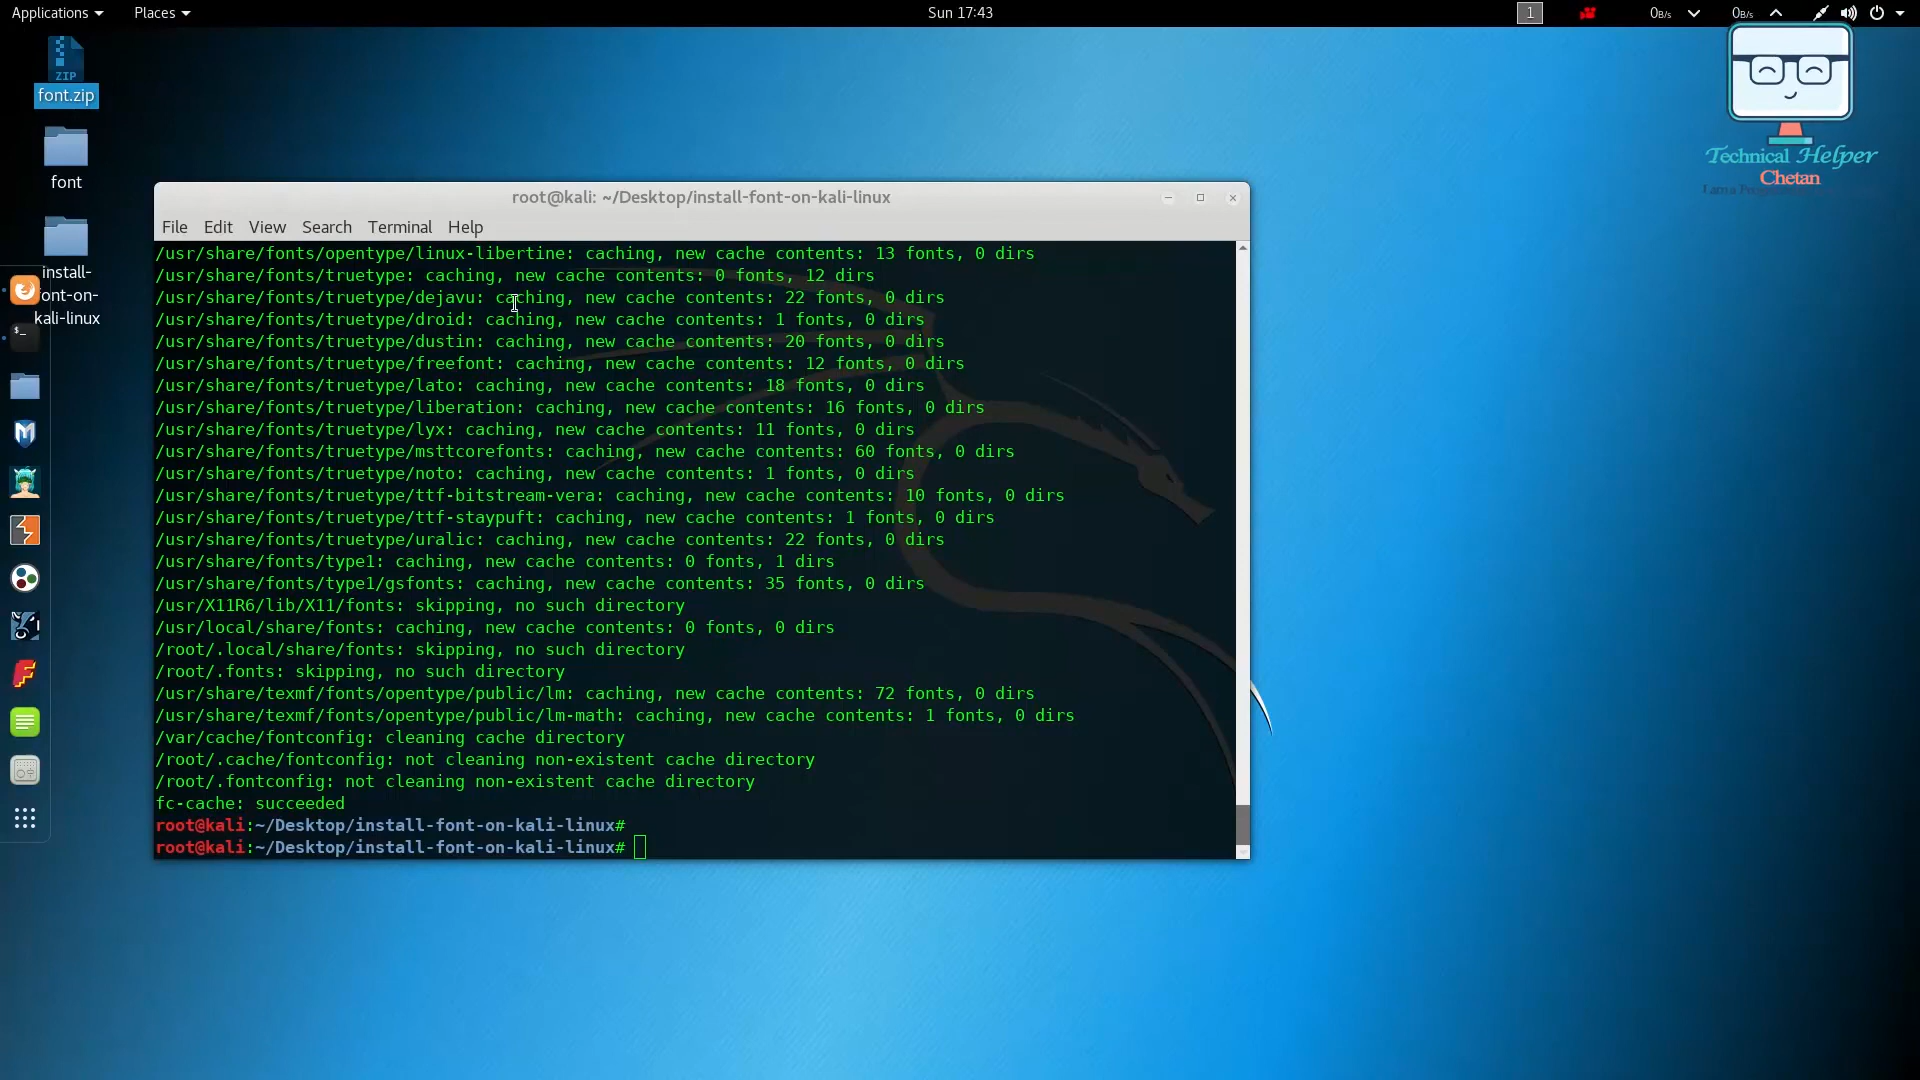 Applications
Places
Sun 17:43
1
0B/s
0B/s
ZIP
font.zip
font
install-
font-on-
kali-linux
Technical Helper
Chetan
root@kali: ~/Desktop/install-font-on-kali-linux
File Edit View Search Terminal Help
/usr/share/fonts/opentype/linux-libertine: caching, new cache contents: 13 fonts, 0 dirs
/usr/share/fonts/truetype: caching, new cache contents: 0 fonts, 12 dirs
/usr/share/fonts/truetype/dejavu: caching, new cache contents: 22 fonts, 0 dirs
/usr/share/fonts/truetype/droid: caching, new cache contents: 1 fonts, 0 dirs
/usr/share/fonts/truetype/dustin: caching, new cache contents: 20 fonts, 0 dirs
/usr/share/fonts/truetype/freefont: caching, new cache contents: 12 fonts, 0 dirs
/usr/share/fonts/truetype/lato: caching, new cache contents: 18 fonts, 0 dirs
/usr/share/fonts/truetype/liberation: caching, new cache contents: 16 fonts, 0 dirs
/usr/share/fonts/truetype/lyx: caching, new cache contents: 11 fonts, 0 dirs
/usr/share/fonts/truetype/msttcorefonts: caching, new cache contents: 60 fonts, 0 dirs
/usr/share/fonts/truetype/noto: caching, new cache contents: 1 fonts, 0 dirs
/usr/share/fonts/truetype/ttf-bitstream-vera: caching, new cache contents: 10 fonts, 0 dirs
/usr/share/fonts/truetype/ttf-staypuft: caching, new cache contents: 1 fonts, 0 dirs
/usr/share/fonts/truetype/uralic: caching, new cache contents: 22 fonts, 0 dirs
/usr/share/fonts/type1: caching, new cache contents: 0 fonts, 1 dirs
/usr/share/fonts/type1/gsfonts: caching, new cache contents: 35 fonts, 0 dirs
/usr/X11R6/lib/X11/fonts: skipping, no such directory
/usr/local/share/fonts: caching, new cache contents: 0 fonts, 0 dirs
/root/.local/share/fonts: skipping, no such directory
/root/.fonts: skipping, no such directory
/usr/share/texmf/fonts/opentype/public/lm: caching, new cache contents: 72 fonts, 0 dirs
/usr/share/texmf/fonts/opentype/public/lm-math: caching, new cache contents: 1 fonts, 0 dirs
/var/cache/fontconfig: cleaning cache directory
/root/.cache/fontconfig: not cleaning non-existent cache directory
/root/.fontconfig: not cleaning non-existent cache directory
fc-cache: succeeded
root@kali:~/Desktop/install-font-on-kali-linux#
root@kali:~/Desktop/install-font-on-kali-linux#